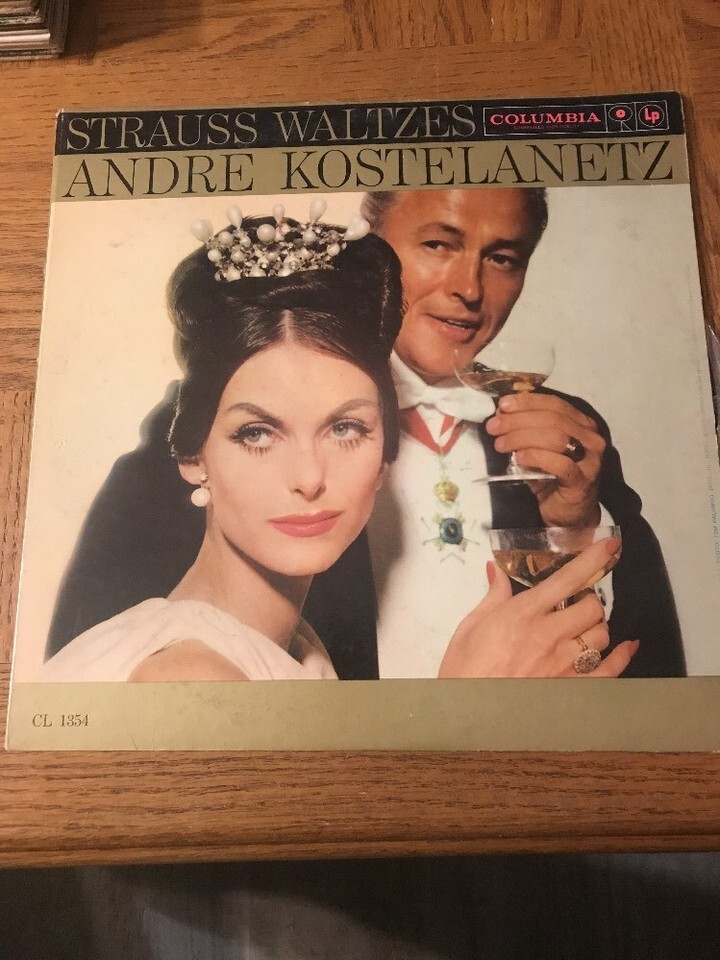 STRAUSS WALTZES
COLUMBIA
Lp
ANDRE KOSTELANETZ
CL 1354